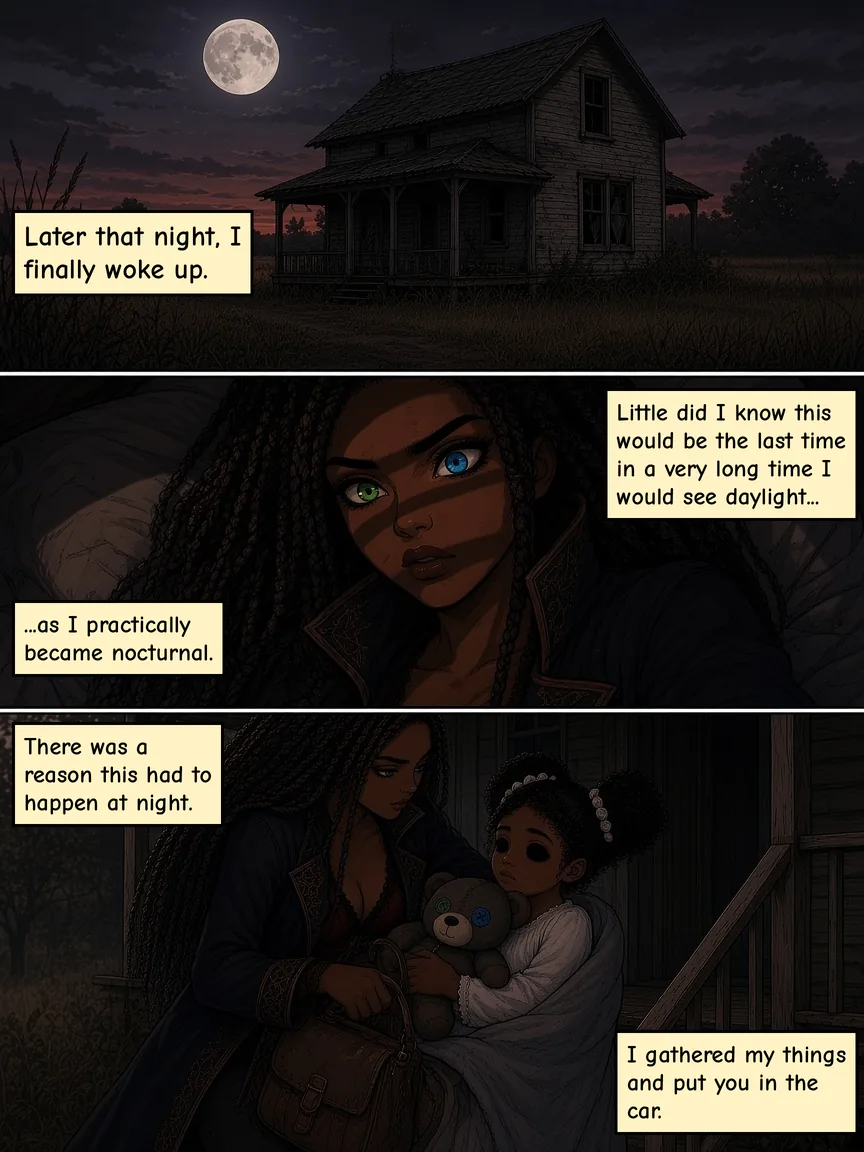 Later that night, I
finally woke up.
Little did I know this
would be the last time
in a very long time I
would see daylight...
...as I practically
became nocturnal.
There was a
reason this had to
happen at night.
I gathered my things
and put you in the
car.